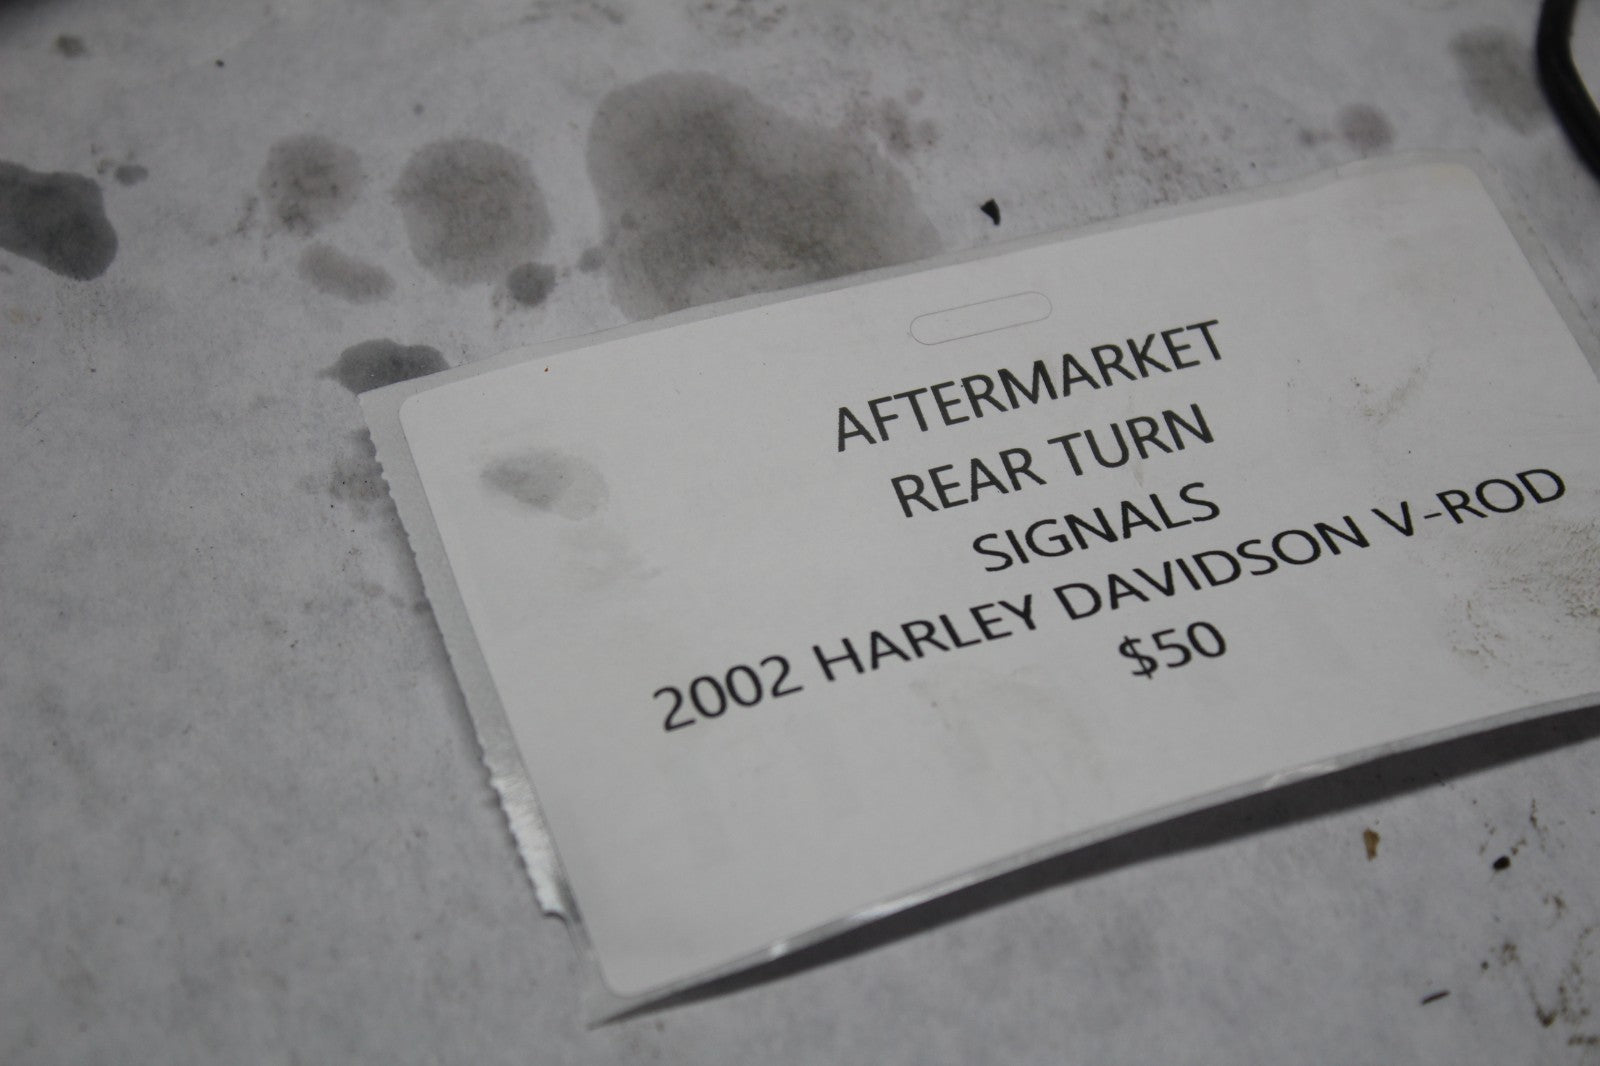 AFTERMARKET
REAR TURN
SIGNALS
2002 HARLEY DAVIDSON V-ROD
$50